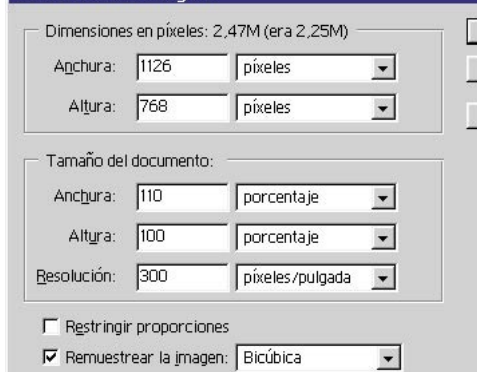 Dimensiones en píxeles: 2,47M (era 2,25M)
Anchura: 1126 píxeles
Altura: 768 píxeles
Tamaño del documento:
Anchura: 110 porcentaje
Altura: 100 porcentaje
Resolución: 300 píxeles/pulgada
Restringir proporciones
Remuestrear la imagen: Bicúbica